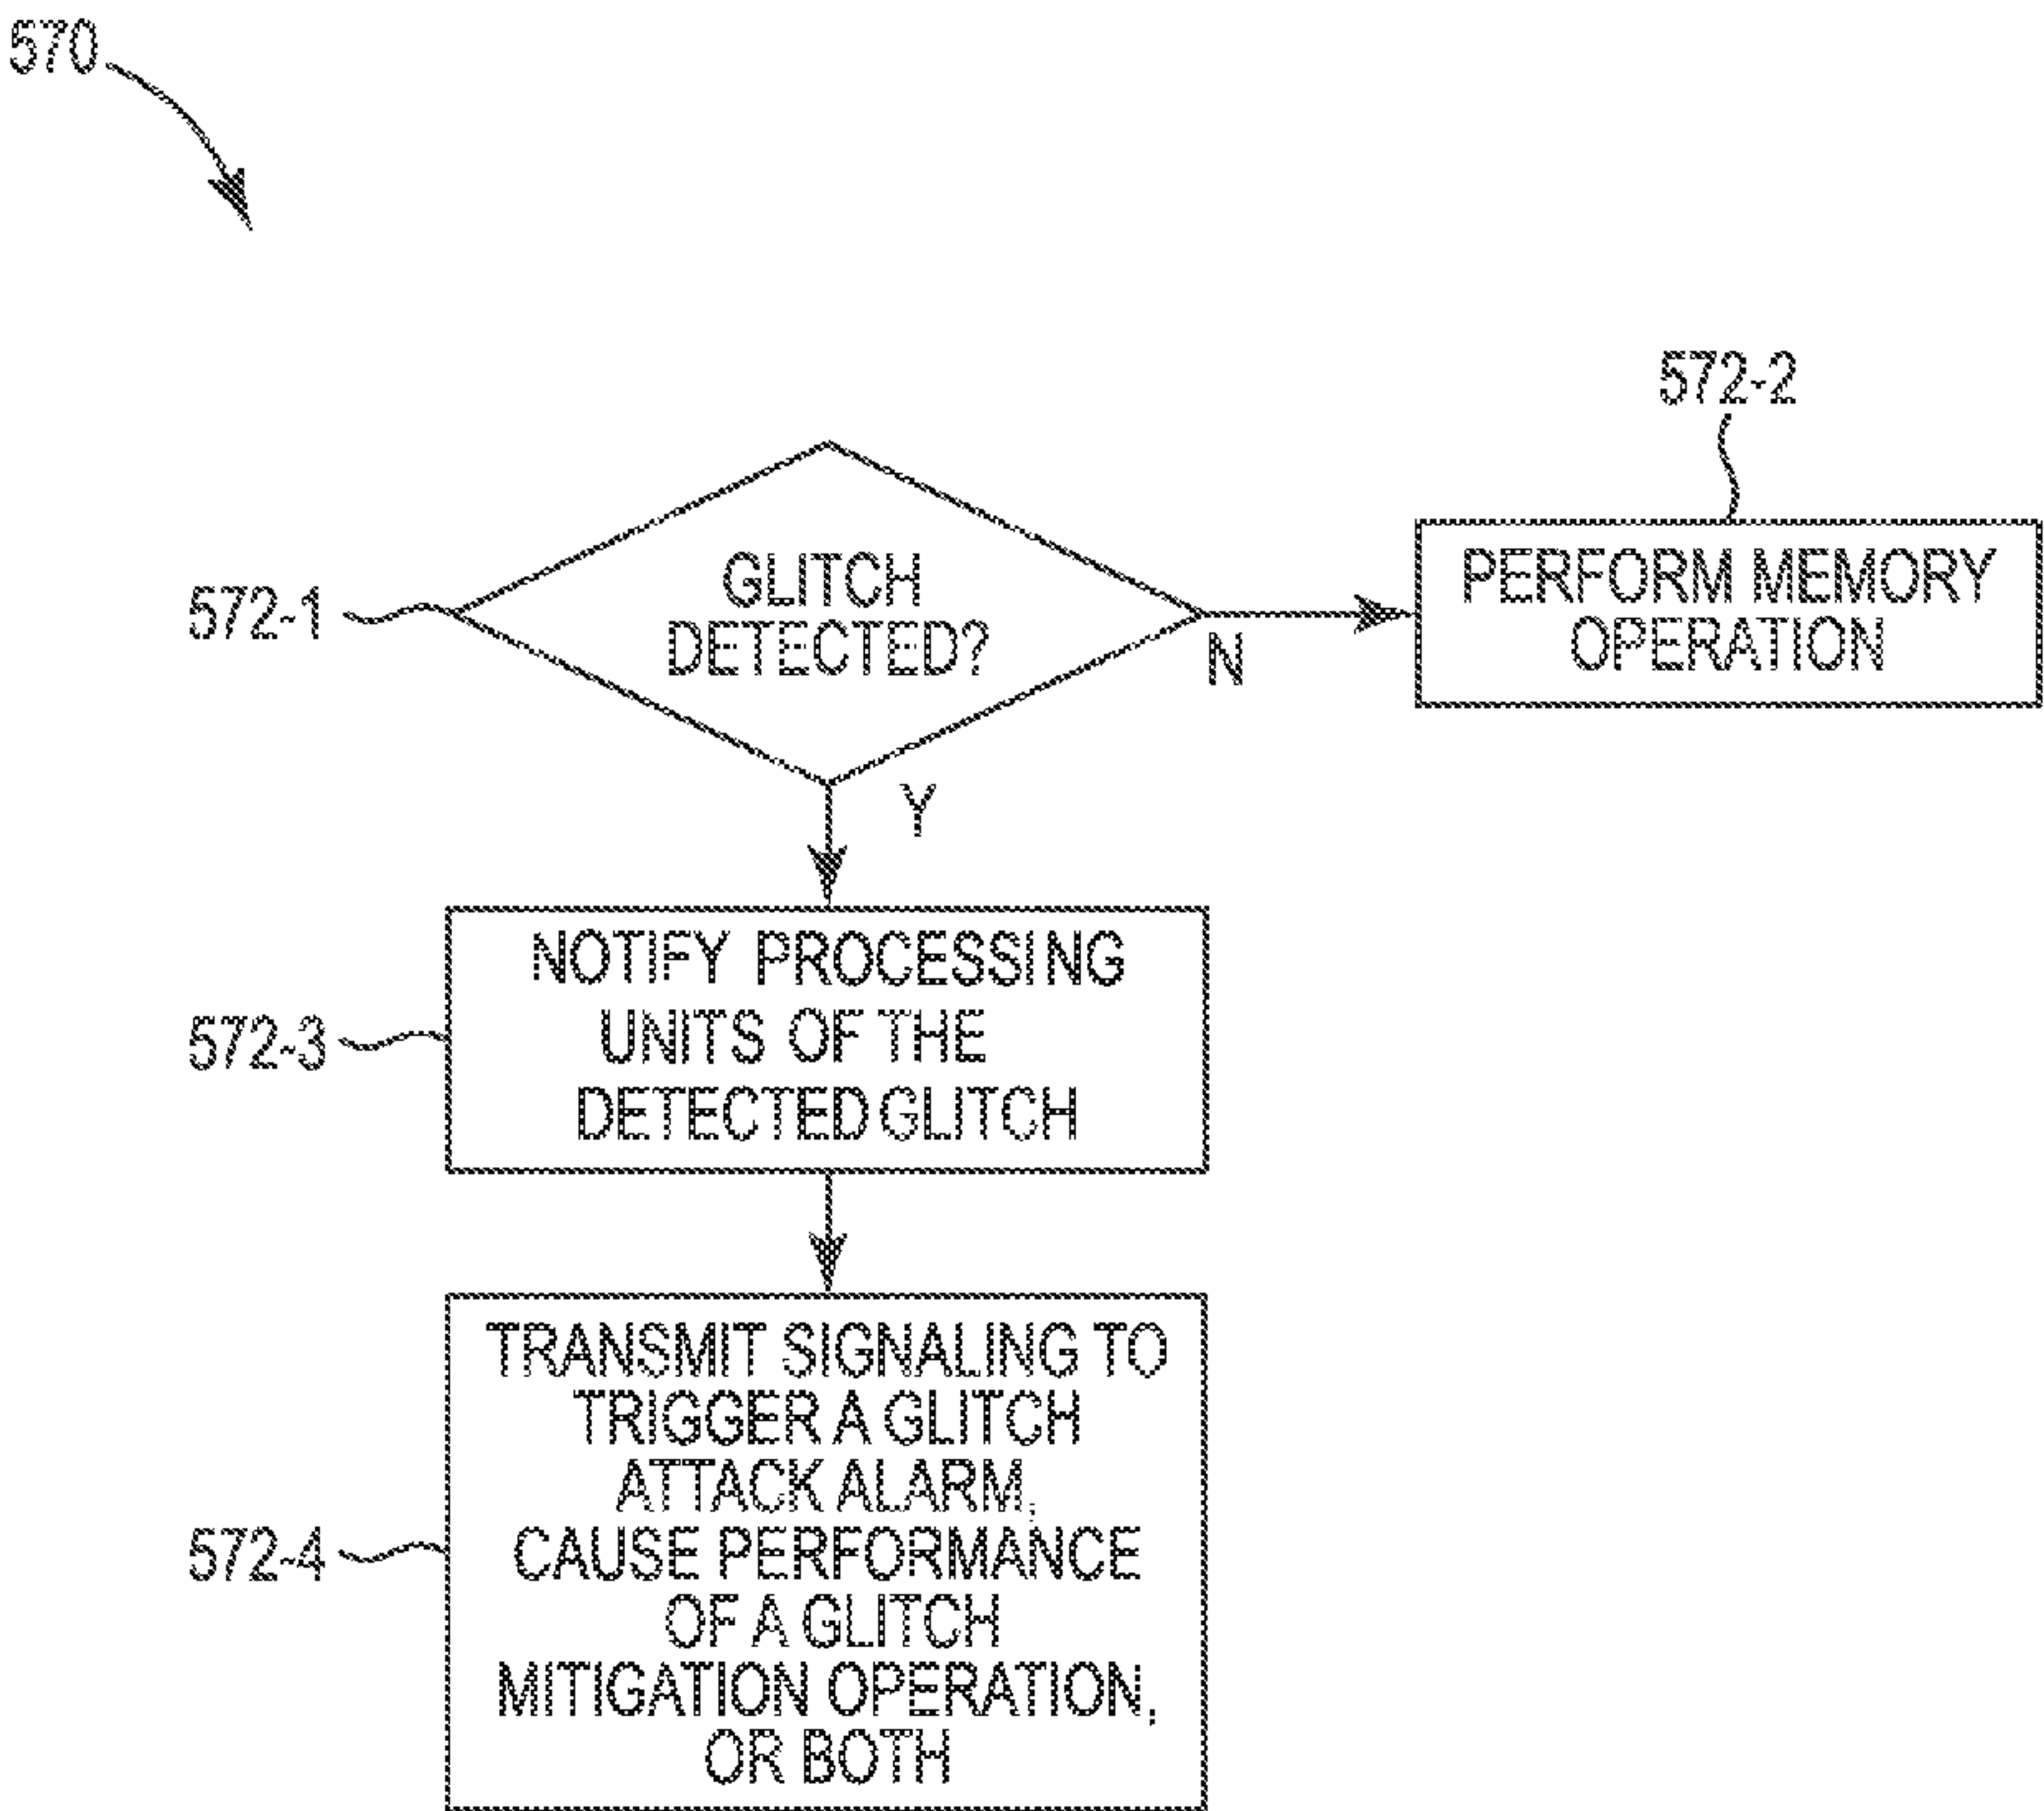 570
572-2
572-1
GLITCH
DETECTED?
N
PERFORM MEMORY
OPERATION
Y
572-3
NOTIFY PROCESSING
UNITS OF THE
DETECTED GLITCH
572-4
TRANSMIT SIGNALING TO
TRIGGER A GLITCH
ATTACK ALARM,
CAUSE PERFORMANCE
OF A GLITCH
MITIGATION OPERATION,
OR BOTH